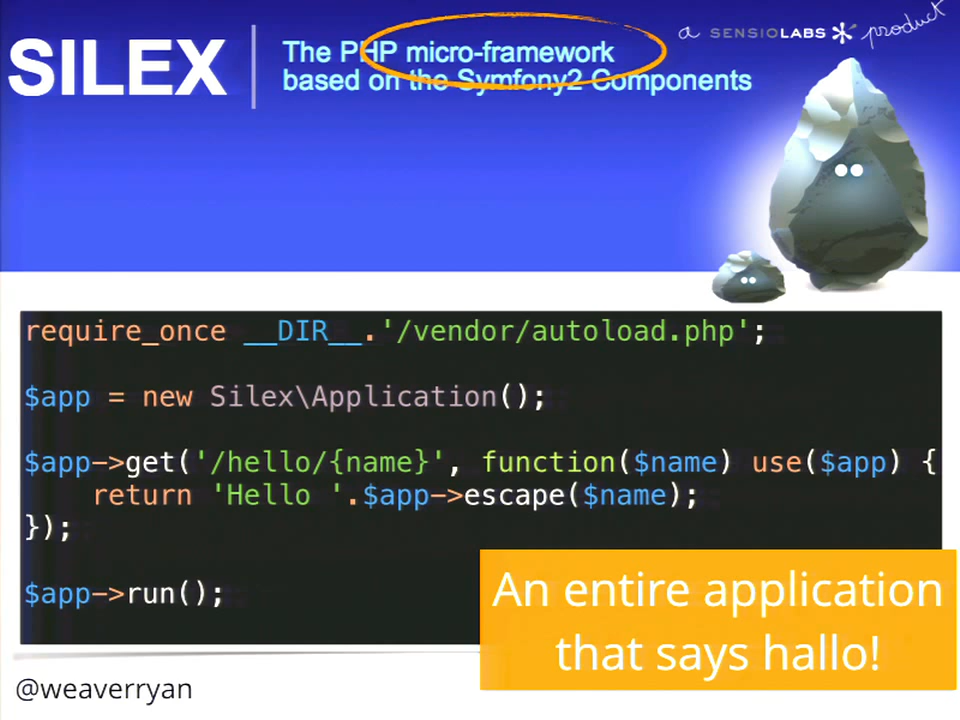 SILEX
The PHP micro-framework
based on the Symfony2 Components
a SENSIOLABS product
require_once __DIR__.'/vendor/autoload.php';
$app = new Silex\Application();
$app->get('/hello/{name}', function($name) use($app) {
    return 'Hello '.$app->escape($name);
});
$app->run();
An entire application
that says hallo!
@weaverryan